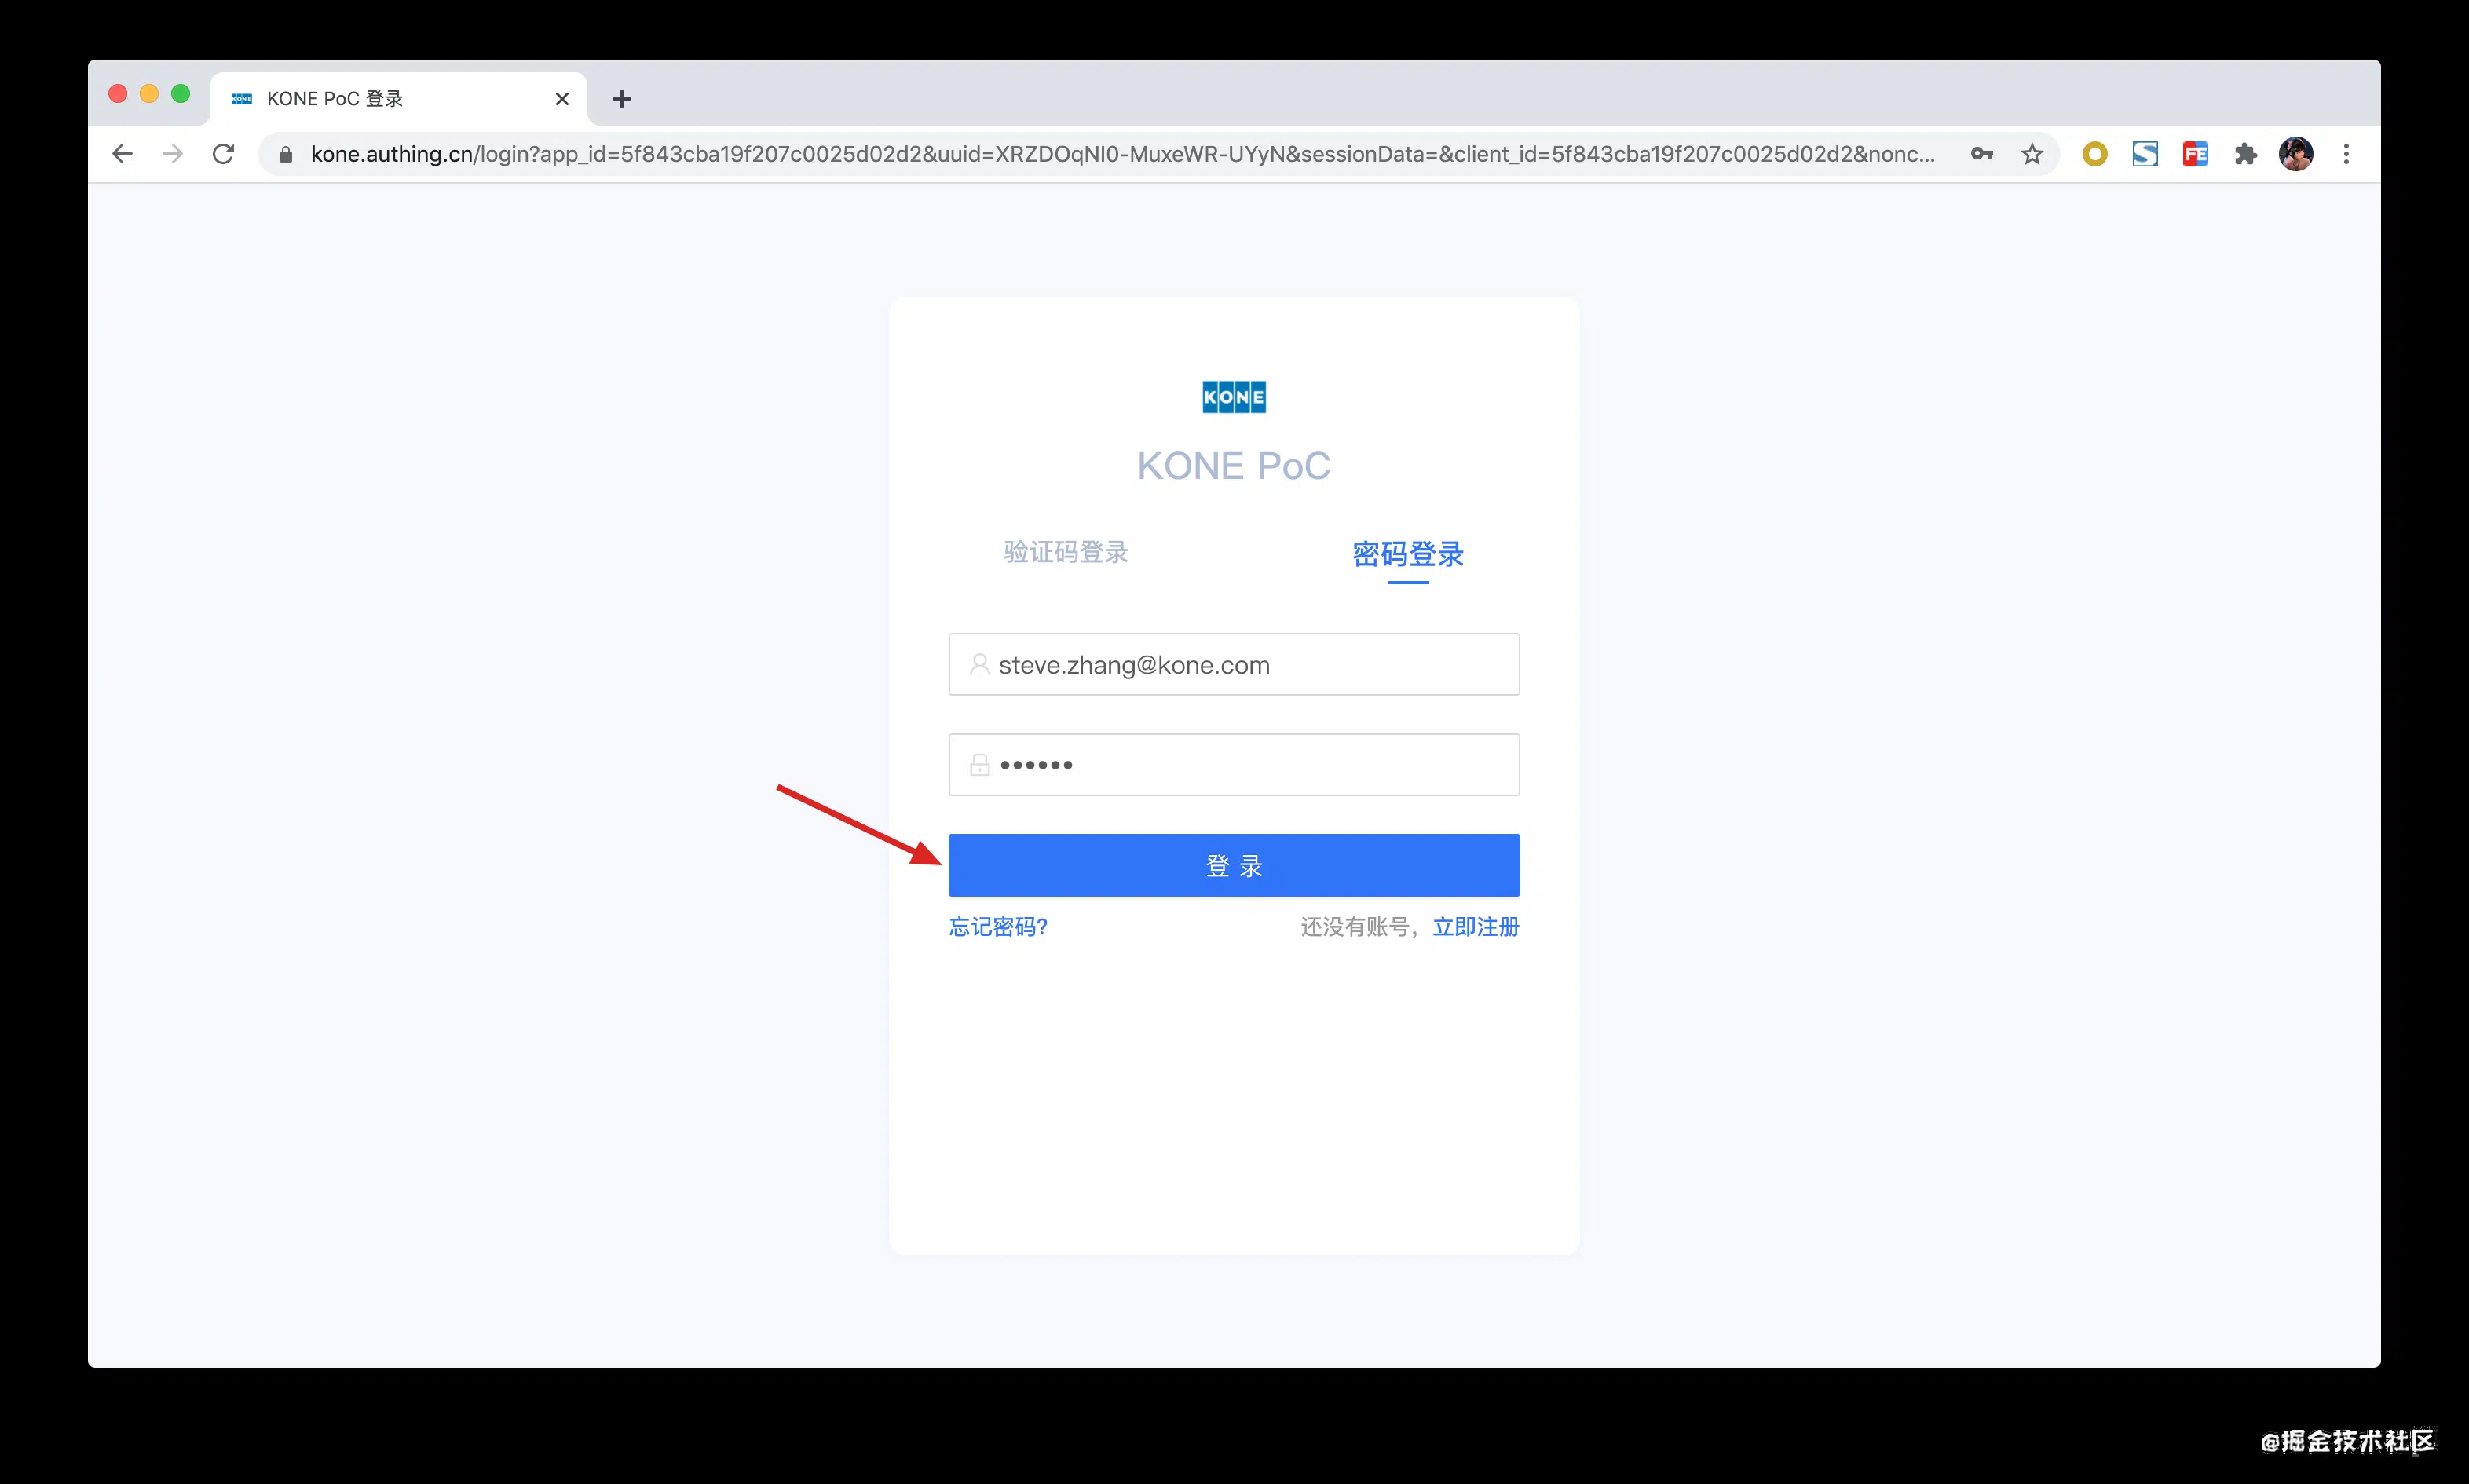 KONE KONE PoC 登录
kone.authing.cn/login?app_id=5f843cba19f207c0025d02d2&uuid=XRZDOqNI0-MuxeWR-UYyN&sessionData=&client_id=5f843cba19f207c0025d02d2&nonc...
FE
KONE
KONE PoC
验证码登录 密码登录
steve.zhang@kone.com
••••••
登 录
忘记密码? 还没有账号，立即注册
@掘金技术社区